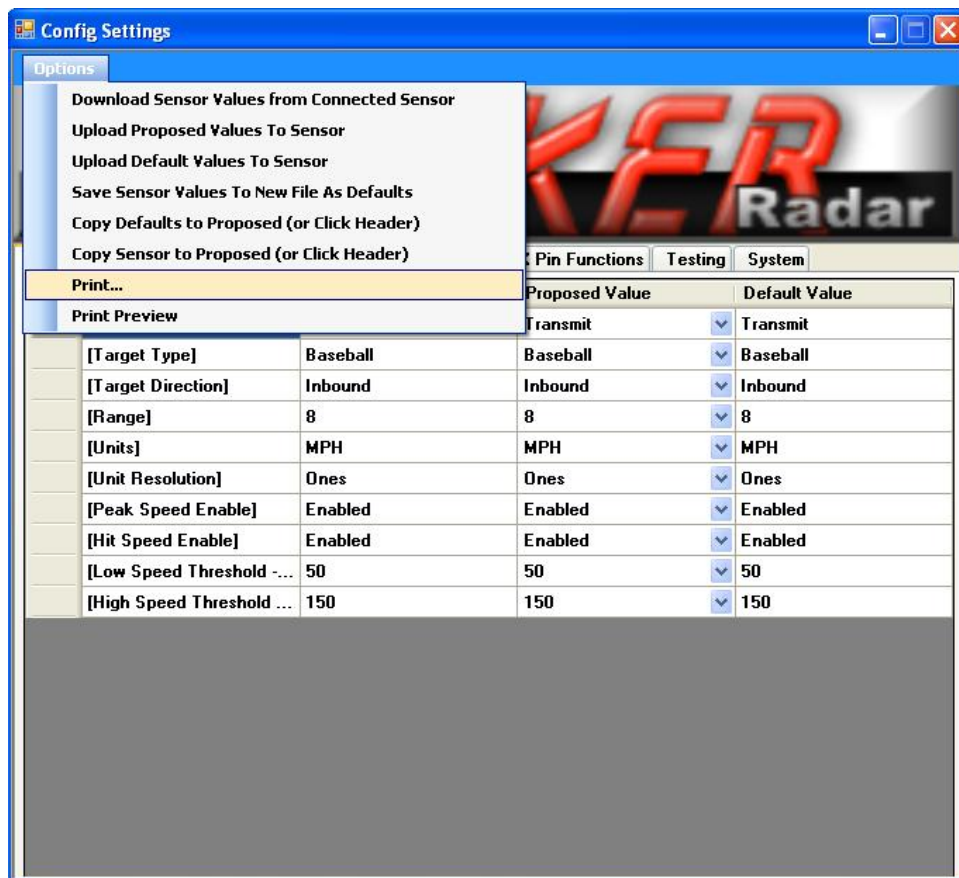 Config Settings
Options
Download Sensor Values from Connected Sensor
Upload Proposed Values To Sensor
Upload Default Values To Sensor
Save Sensor Values To New File As Defaults
Copy Defaults to Proposed (or Click Header)
Copy Sensor to Proposed (or Click Header)
Print...
Print Preview
KER
Radar
Pin Functions Testing System
Proposed Value Default Value
Transmit Transmit
[Target Type] Baseball Baseball Baseball
[Target Direction] Inbound Inbound Inbound
[Range] 8 8 8
[Units] MPH MPH MPH
[Unit Resolution] Ones Ones Ones
[Peak Speed Enable] Enabled Enabled Enabled
[Hit Speed Enable] Enabled Enabled Enabled
[Low Speed Threshold -... 50 50 50
[High Speed Threshold ... 150 150 150